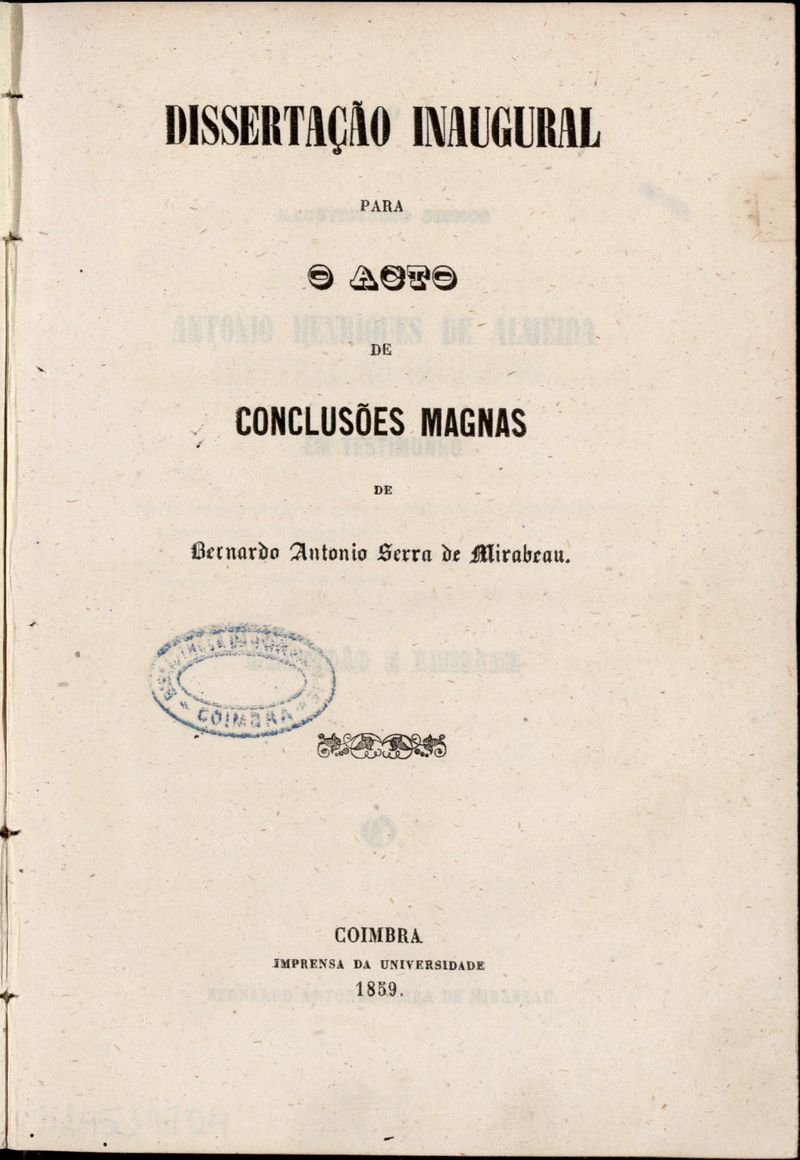 DISSERTAÇÃO INAUGURAL
PARA
O ACTO
DE
CONCLUSÕES MAGNAS
DE
Bernardo Antonio Serra de Mirabeau.
COIMBRA
COIMBRA
IMPRENSA DA UNIVERSIDADE
1859.